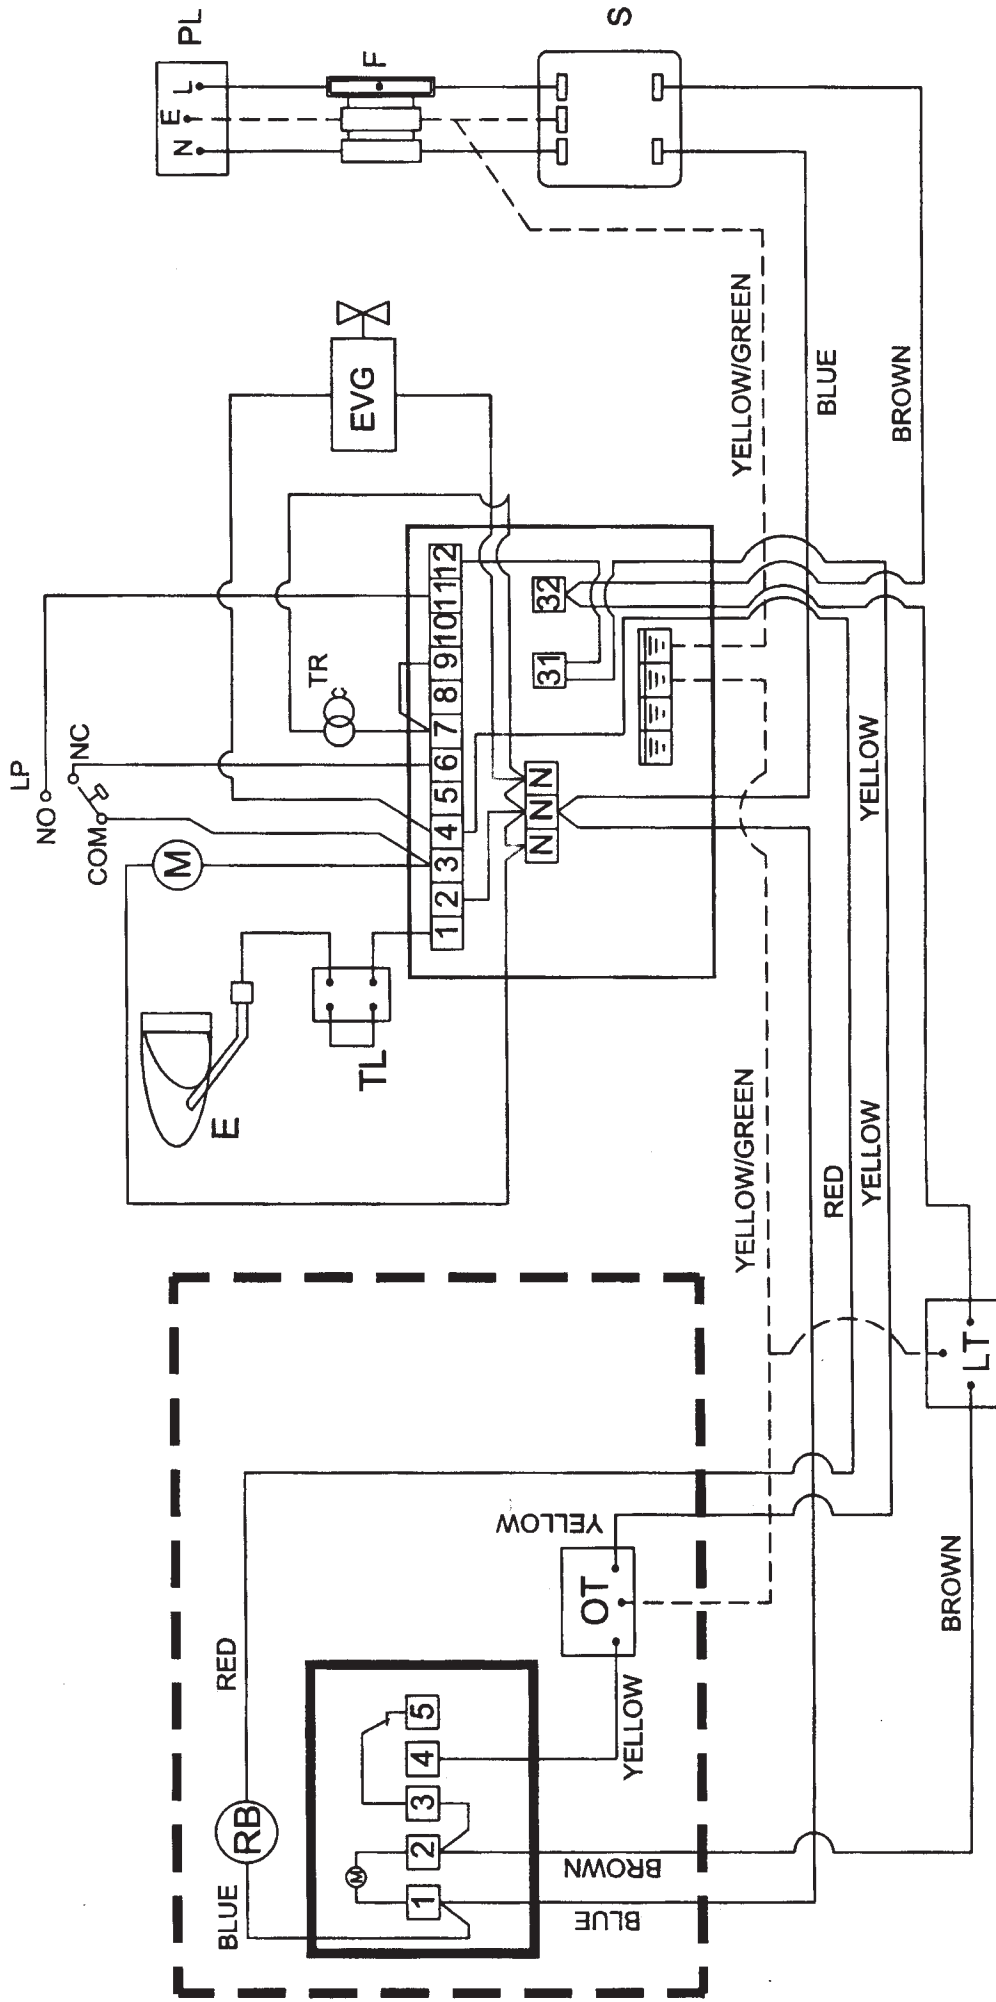 PL
L
E
N
F
S
EVG
YELLOW/GREEN
BLUE
BROWN
LP
NO
NC
COM
TR
M
1 2 3 4 5 6 7 8 9 10 11 12
31
32
N N N
E
TL
YELLOW/GREEN
RED
YELLOW
YELLOW
LT
BROWN
RED
RB
BLUE
M
1 2 3 4 5
OT
YELLOW
YELLOW
BROWN
BLUE